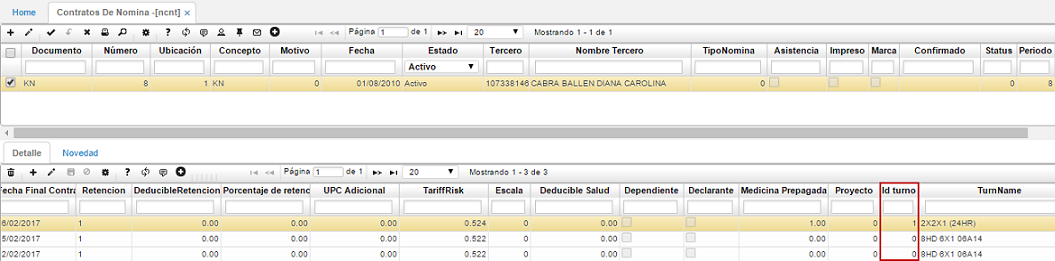 Home Contratos De Nomina -[ncnt] ×
Página 1 de 1 20 Mostrando 1 - 1 de 1
Documento Número Ubicación Concepto Motivo Fecha Estado Tercero Nombre Tercero TipoNomina Asistencia Impreso Marca Confirmado Status Periodo
Activo
KN 8 1 KN 0 01/08/2010 Activo 107338146 CABRA BALLEN DIANA CAROLINA 0 0 8
Detalle Novedad
Página 1 de 1 20 Mostrando 1 - 3 de 3
Fecha Final Contra Retencion DeducibleRetencion Porcentaje de retenc UPC Adicional TariffRisk Escala Deducible Salud Dependiente Declarante Medicina Prepagada Proyecto Id turno TurnName
6/02/2017 1 0.00 0.00 0.00 0.524 0 0.00 1.00 0 1 2X2X1 (24HR)
5/02/2017 1 0.00 0.00 0.00 0.522 0 0.00 0.00 0 0 8HD 6X1 06A14
2/02/2017 1 0.00 0.00 0.00 0.522 0 0.00 0.00 0 0 8HD 6X1 06A14